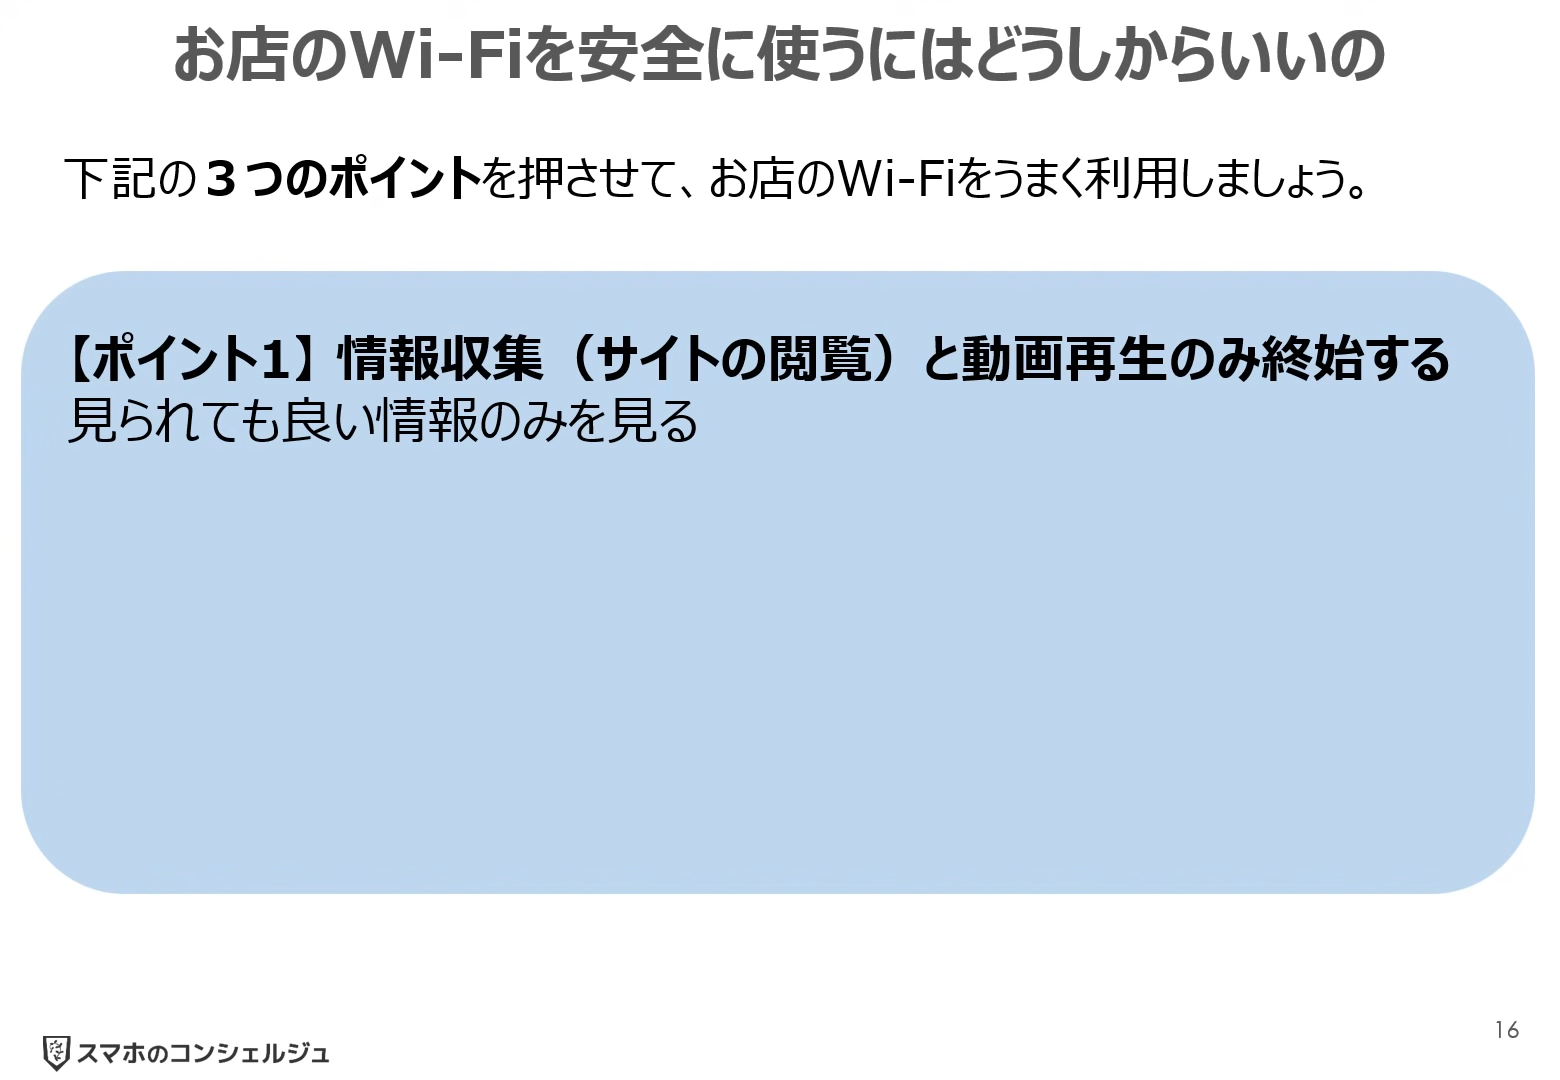 お店のWi-Fiを安全に使うにはどうしからいいの
下記の３つのポイントを押させて、お店のWi-Fiをうまく利用しましょう。
【ポイント1】情報収集（サイトの閲覧）と動画再生のみ終始する
見られても良い情報のみを見る
スマホのコンシェルジュ
16